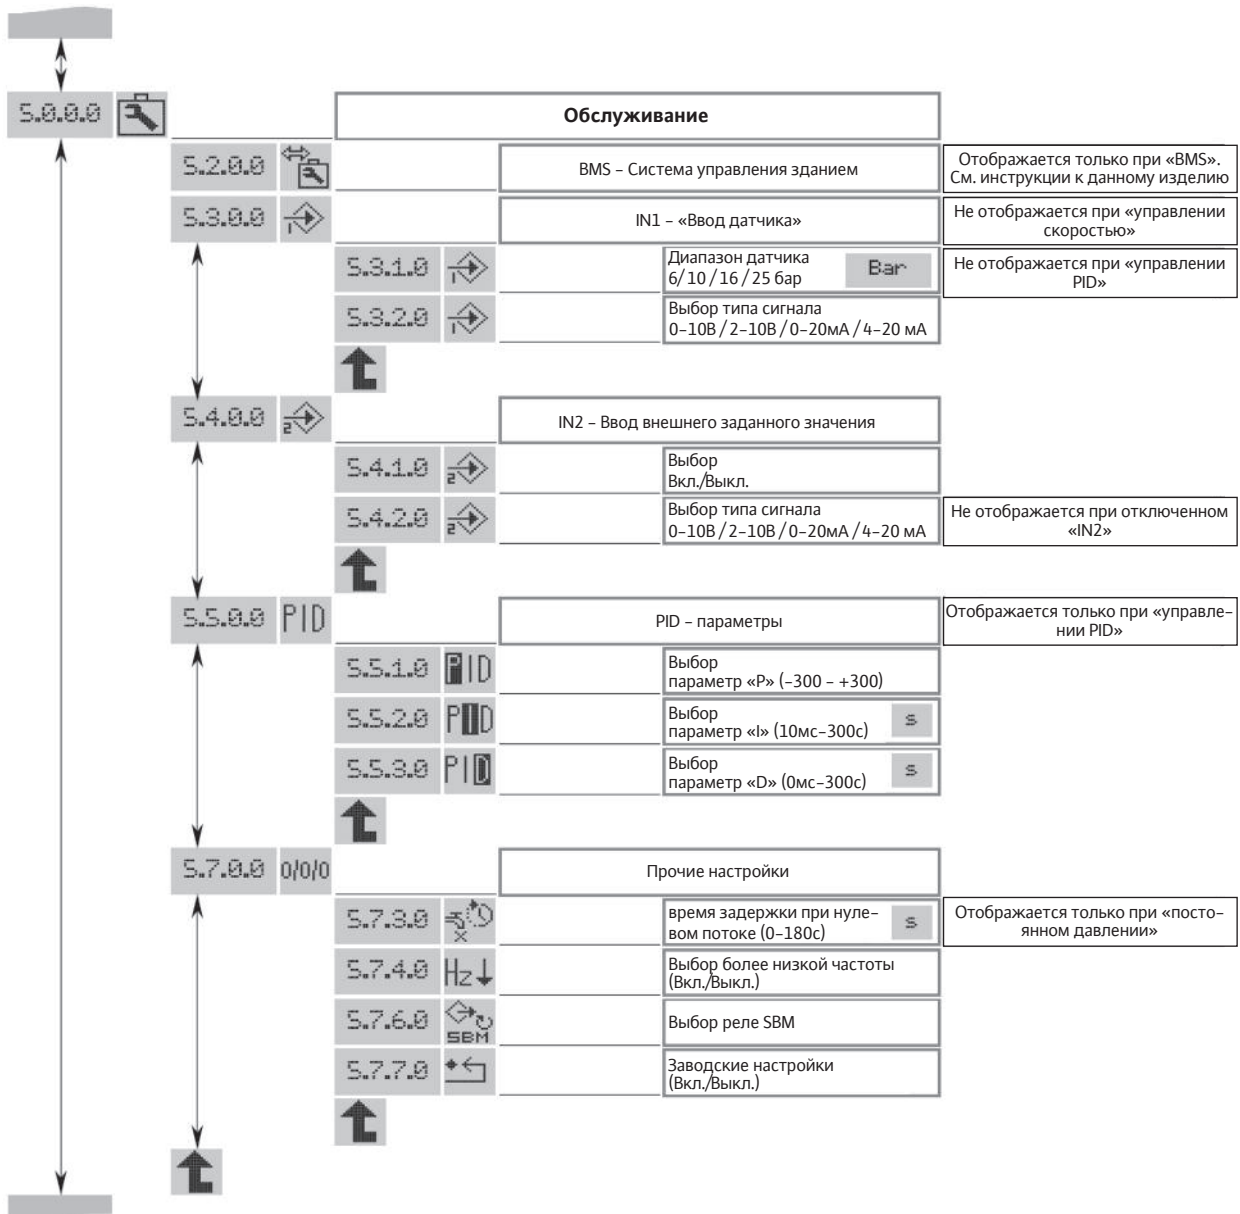 5.0.0.0
Обслуживание
5.2.0.0
BMS – Система управления зданием
Отображается только при «BMS».
См. инструкции к данному изделию
5.3.0.0
1
IN1 – «Ввод датчика»
Не отображается при «управлении
скоростью»
5.3.1.0
1
Диапазон датчика
6/10/16/25 бар
Bar
Не отображается при «управлении
PID»
5.3.2.0
1
Выбор типа сигнала
0–10В/2–10В/0–20мА/4–20 мА
5.4.0.0
2
IN2 – Ввод внешнего заданного значения
5.4.1.0
2
Выбор
Вкл./Выкл.
5.4.2.0
2
Выбор типа сигнала
0–10В/2–10В/0–20мА/4–20 мА
Не отображается при отключенном
«IN2»
5.5.0.0
PID
PID – параметры
Отображается только при «управле–
нии PID»
5.5.1.0
PID
Выбор
параметр «P» (–300 – +300)
5.5.2.0
PID
Выбор
параметр «I» (10мс–300с)
s
5.5.3.0
PID
Выбор
параметр «D» (0мс–300с)
s
5.7.0.0
0/0/0
Прочие настройки
5.7.3.0
X
время задержки при нуле–
вом потоке (0–180с)
s
Отображается только при «посто–
янном давлении»
5.7.4.0
Hz
Выбор более низкой частоты
(Вкл./Выкл.)
5.7.6.0
SBM
Выбор реле SBM
5.7.7.0
Заводские настройки
(Вкл./Выкл.)